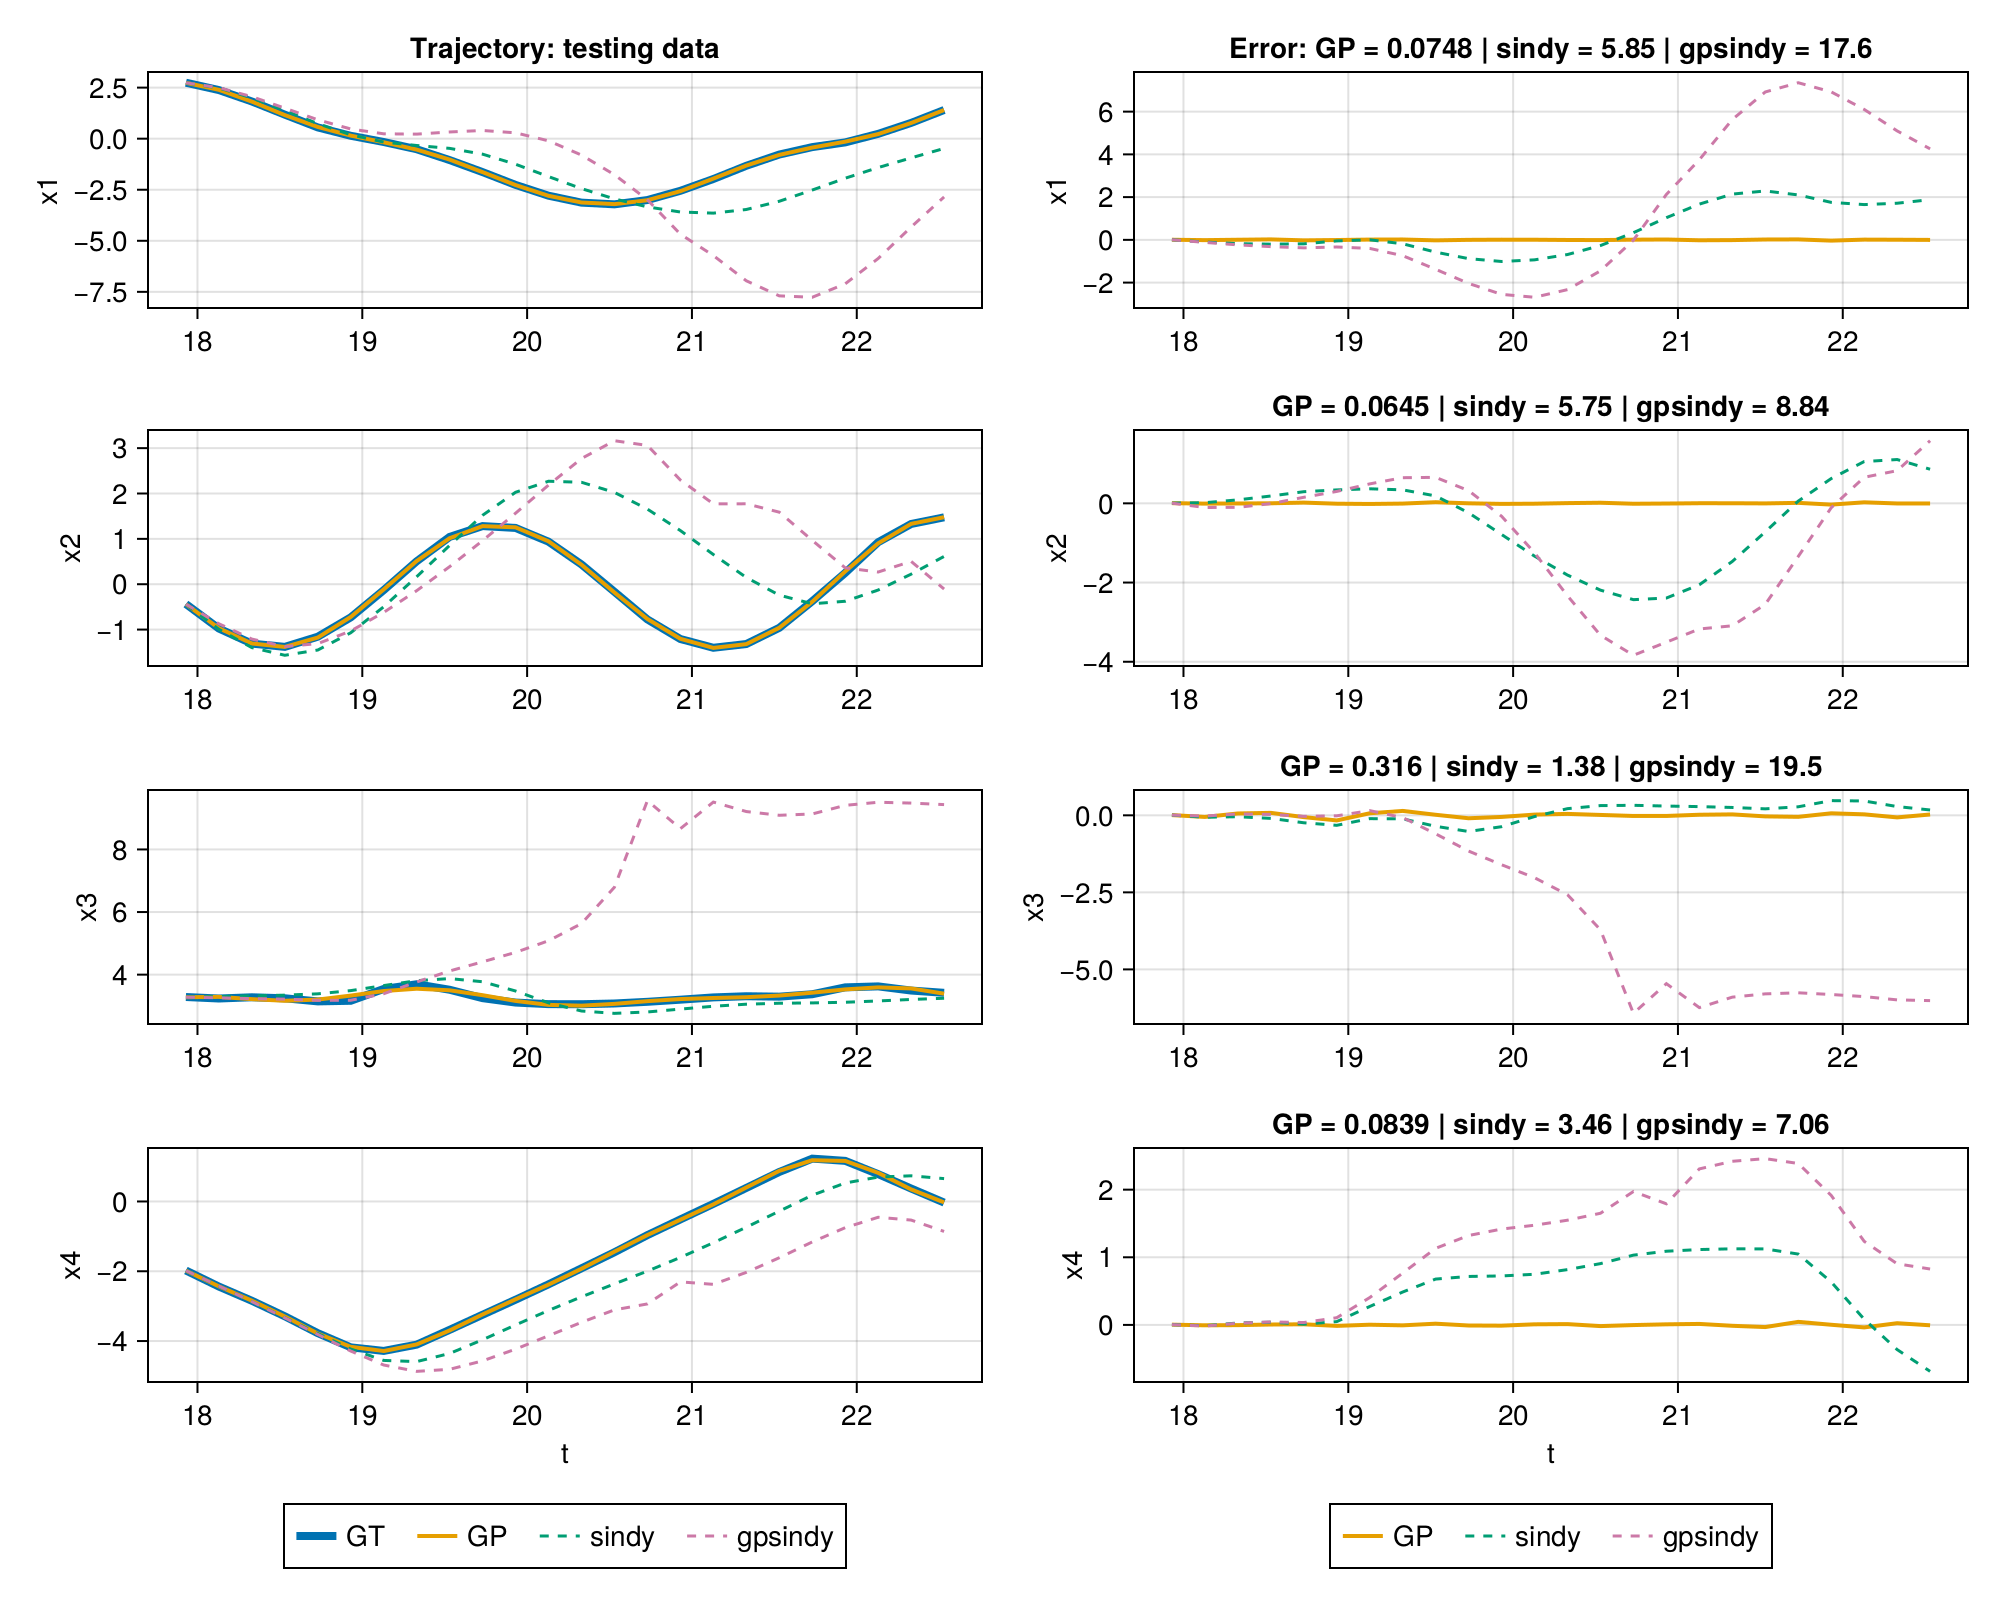 Trajectory: testing data
2.5
0.0
−2.5
−5.0
−7.5
x1
18 19 20 21 22
Error: GP = 0.0748 | sindy = 5.85 | gpsindy = 17.6
6
4
2
0
−2
x1
18 19 20 21 22
3
2
1
0
−1
x2
18 19 20 21 22
GP = 0.0645 | sindy = 5.75 | gpsindy = 8.84
0
−2
−4
x2
18 19 20 21 22
8
6
4
x3
18 19 20 21 22
GP = 0.316 | sindy = 1.38 | gpsindy = 19.5
0.0
−2.5
−5.0
x3
18 19 20 21 22
0
−2
−4
x4
18 19 20 21 22
t
GP = 0.0839 | sindy = 3.46 | gpsindy = 7.06
2
1
0
x4
18 19 20 21 22
t
GT GP sindy gpsindy
GP sindy gpsindy